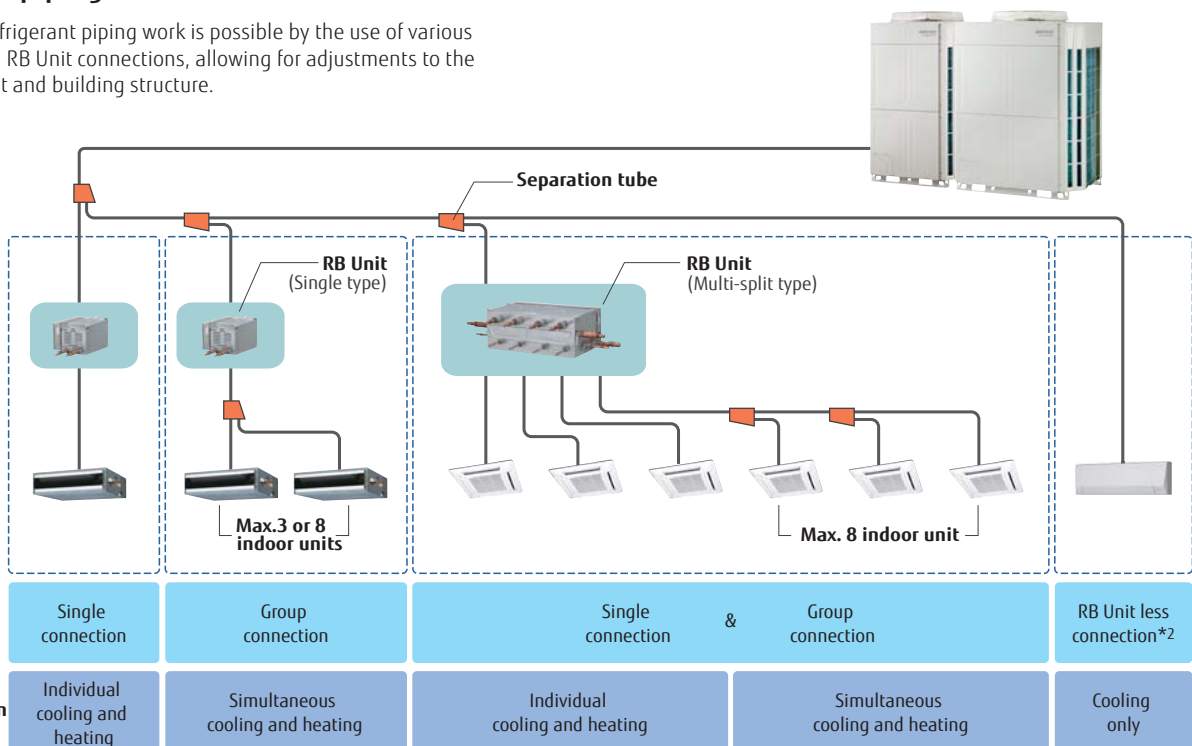 frigerant piping work is possible by the use of various
RB Unit connections, allowing for adjustments to the
t and building structure.
Separation tube
RB Unit
(Single type)
RB Unit
(Multi-split type)
Max.3 or 8
indoor units
Max. 8 indoor unit
Single
connection
Group
connection
Single
connection
&
Group
connection
RB Unit less
connection*2
Individual
cooling and
heating
Simultaneous
cooling and heating
Individual
cooling and heating
Simultaneous
cooling and heating
Cooling
only